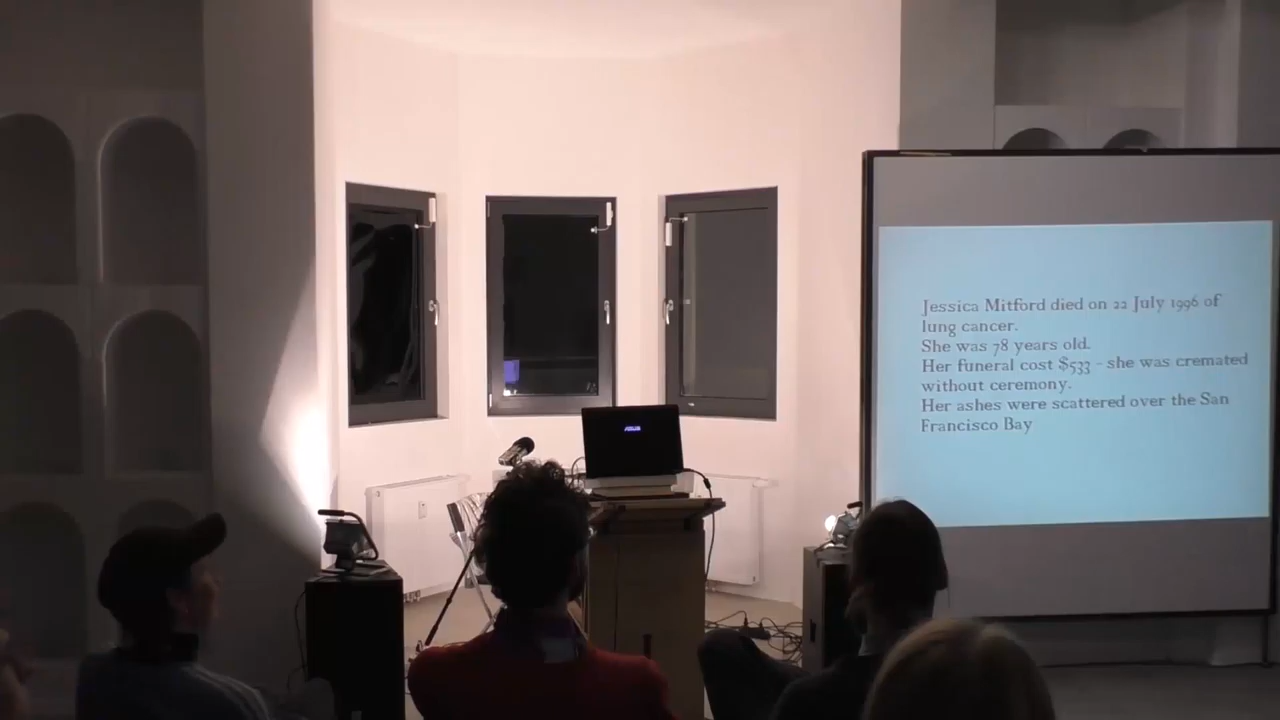 ASUS
Jessica Mitford died on 22 July 1996 of
lung cancer.
She was 78 years old.
Her funeral cost $533 - she was cremated
without ceremony.
Her ashes were scattered over the San
Francisco Bay